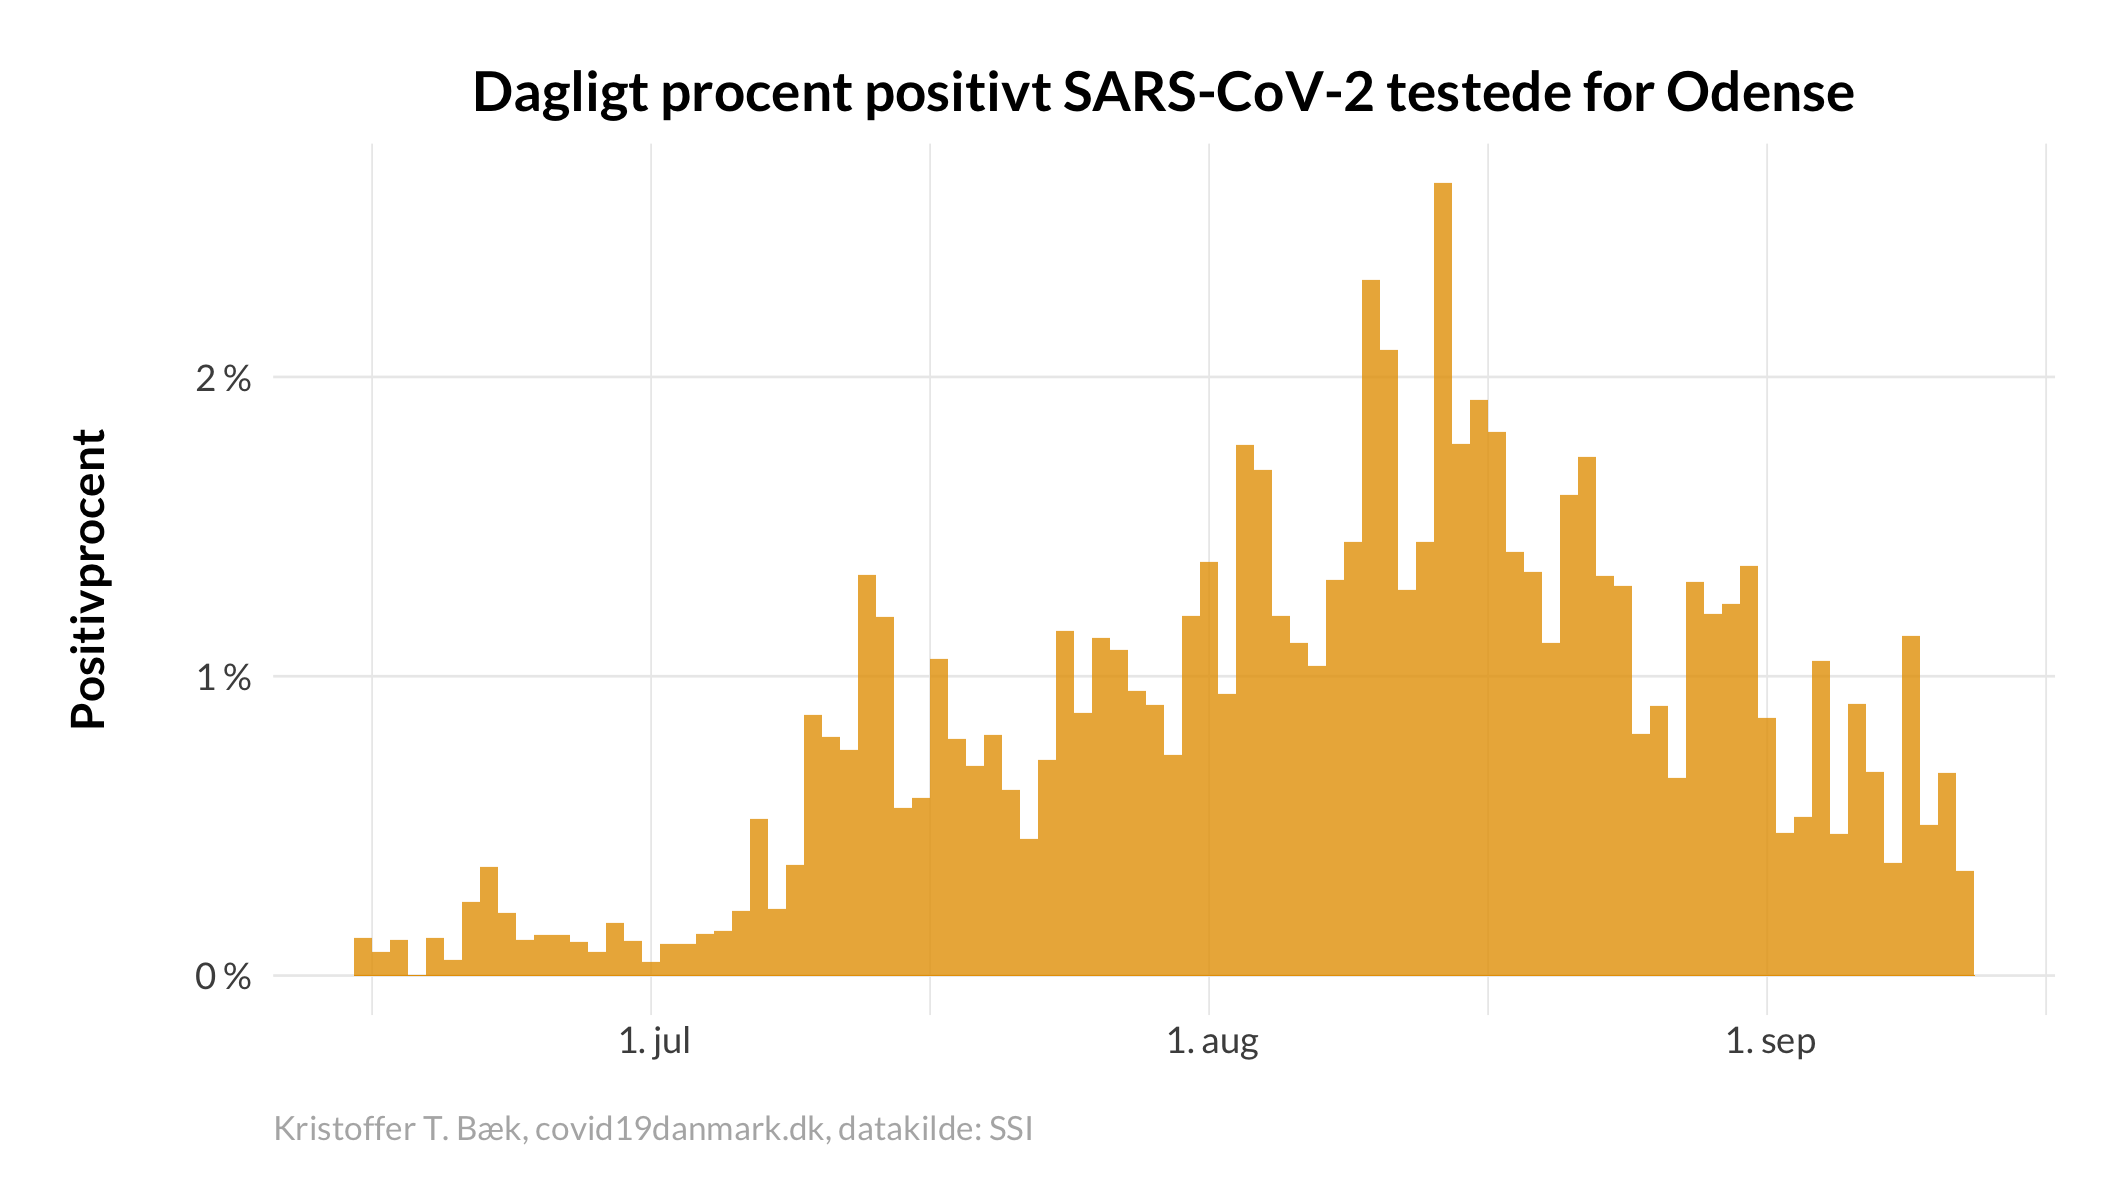 Dagligt procent positivt SARS-CoV-2 testede for Odense
Positivprocent
2 %
1 %
0 %
1. jul
1. aug
1. sep
Kristoffer T. Bæk, covid19danmark.dk, datakilde: SSI